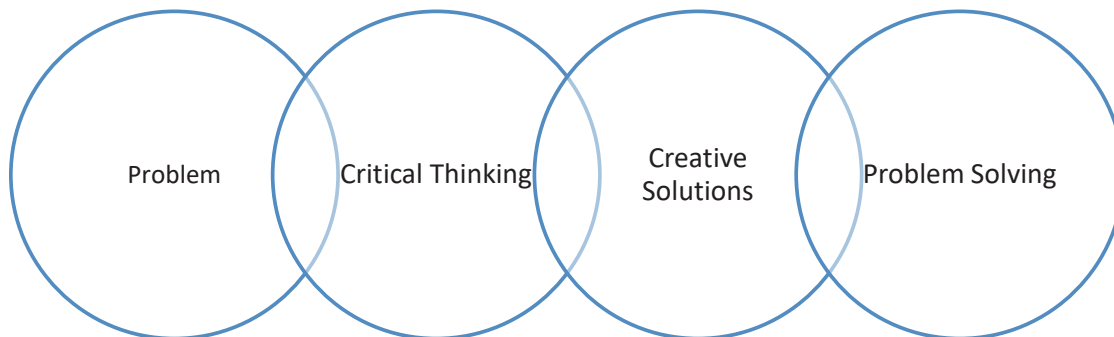 Problem
Critical Thinking
Creative
Solutions
Problem Solving